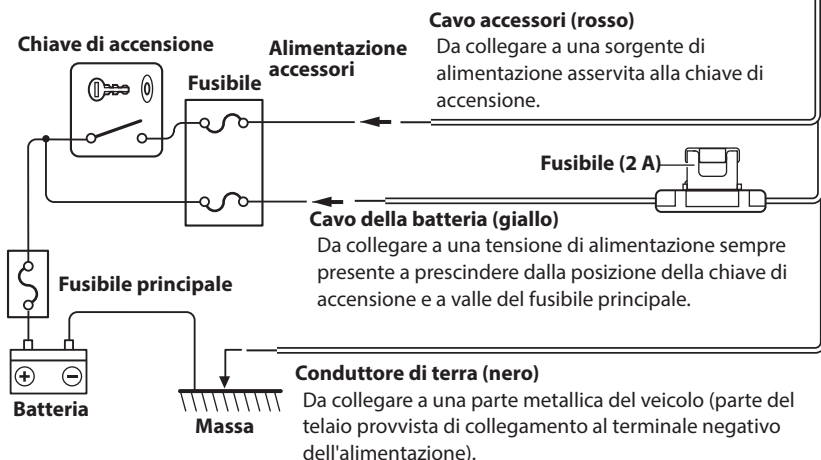 Cavo accessori (rosso)
Da collegare a una sorgente di
alimentazione asservita alla chiave di
accensione.
Chiave di accensione
Alimentazione
accessori
Fusibile
Fusibile (2 A)
Cavo della batteria (giallo)
Da collegare a una tensione di alimentazione sempre
presente a prescindere dalla posizione della chiave di
accensione e a valle del fusibile principale.
Fusibile principale
+
−
Batteria
Massa
Conduttore di terra (nero)
Da collegare a una parte metallica del veicolo (parte del
telaio provvista di collegamento al terminale negativo
dell'alimentazione).